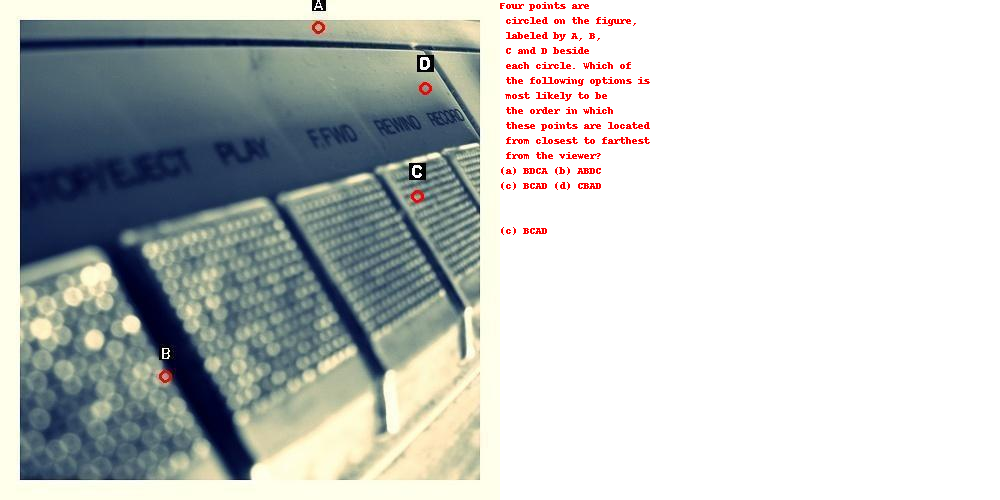 A
D
STOP/EJECT PLAY F.FWD REWIND RECORD
C
B
Four points are
circled on the figure,
labeled by A, B,
C and D beside
each circle. Which of
the following options is
most likely to be
the order in which
these points are located
from closest to farthest
from the viewer?
(a) BDCA (b) ABDC
(c) BCAD (d) CBAD
(c) BCAD